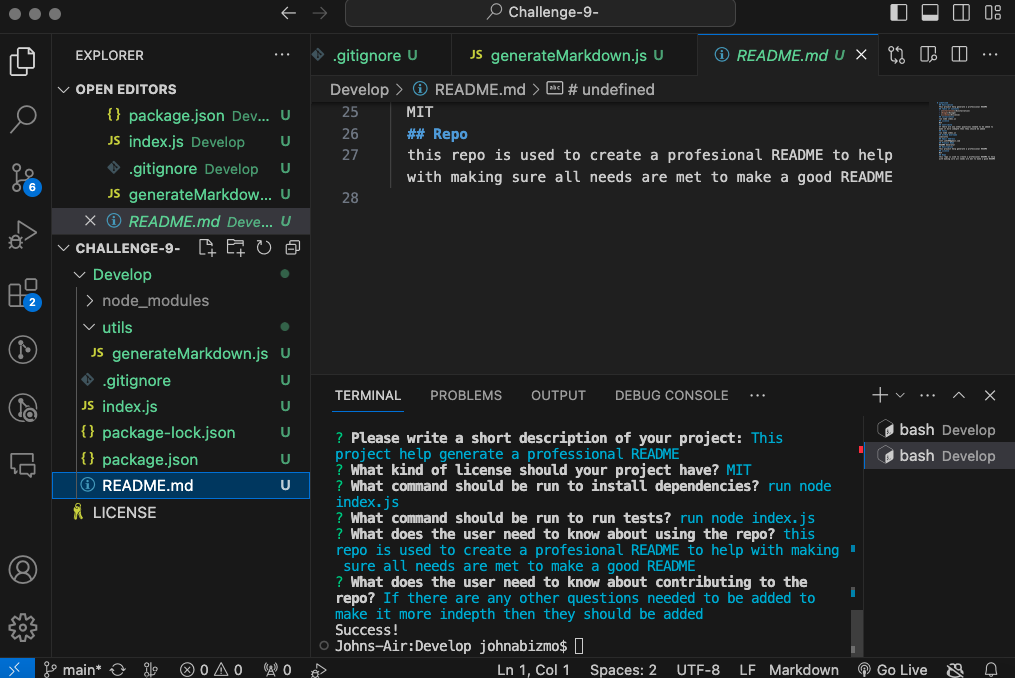 Challenge-9-
EXPLORER
OPEN EDITORS
{} package.json Dev... U
JS index.js Develop U
.gitignore Develop U
JS generateMarkdow... U
README.md Deve... U
CHALLENGE-9-
Develop
node_modules
utils
JS generateMarkdown.js U
.gitignore U
JS index.js U
{} package-lock.json U
{} package.json U
README.md U
LICENSE
6
2
.gitignore U
JS generateMarkdown.js U
README.md U
Develop > README.md > abc # undefined
25 MIT
26 ## Repo
27 this repo is used to create a profesional README to help
with making sure all needs are met to make a good README
28
TERMINAL PROBLEMS OUTPUT DEBUG CONSOLE
bash Develop
bash Develop
? Please write a short description of your project: This
project help generate a professional README
? What kind of license should your project have? MIT
? What command should be run to install dependencies? run node
index.js
? What command should be run to run tests? run node index.js
? What does the user need to know about using the repo? this
repo is used to create a profesional README to help with making
sure all needs are met to make a good README
? What does the user need to know about contributing to the
repo? If there are any other questions needed to be added to
make it more indepth then they should be added
Success!
Johns-Air:Develop johnabizmo$
main* 0 0 0 Ln 1, Col 1 Spaces: 2 UTF-8 LF Markdown Go Live